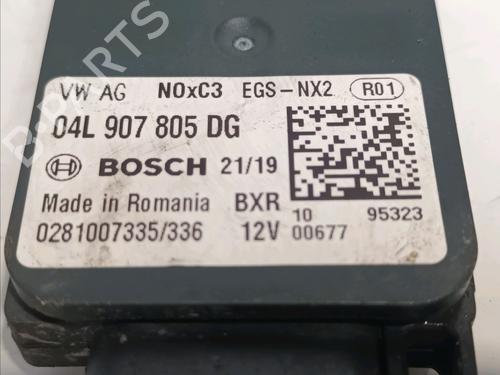 VW AG NOxC3 EGS-NX2 R01
04L 907 805 DG
BOSCH 21/19
Made in Romania BXR 10 95323
0281007335/336 12V 00677
PARTS